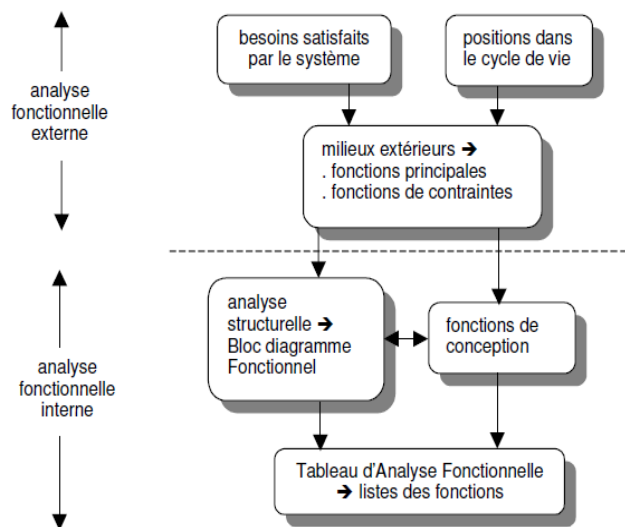 analyse
fonctionnelle
externe
besoins satisfaits
par le système
positions dans
le cycle de vie
milieux extérieurs ➔
. fonctions principales
. fonctions de contraintes
analyse
fonctionnelle
interne
analyse
structurelle ➔
Bloc diagramme
Fonctionnel
fonctions de
conception
Tableau d'Analyse Fonctionnelle
➔ listes des fonctions